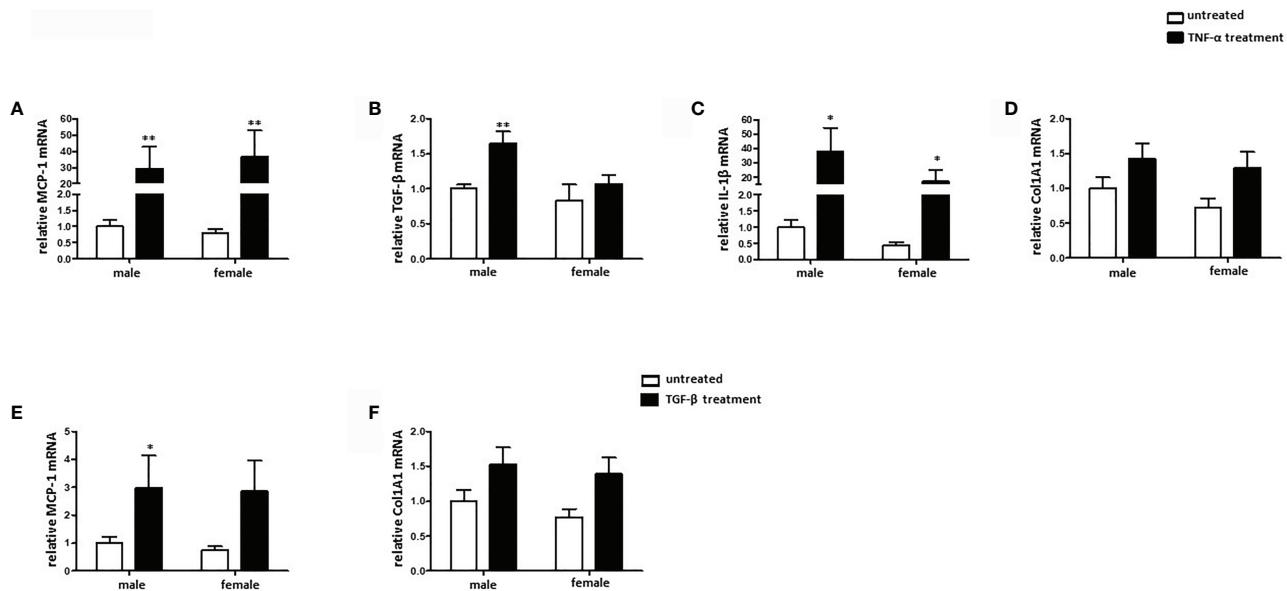 untreated
TNF-α treatment
A
relative MCP-1 mRNA
60
50
40
30
20
2.0
1.5
1.0
0.5
0.0
**
**
male
female
B
relative TGF-β mRNA
2.0
1.5
1.0
0.5
0.0
**
male
female
C
relative IL-1β mRNA
60
50
40
30
20
2.0
1.5
1.0
0.5
0.0
*
*
male
female
D
relative Col1A1 mRNA
2.0
1.5
1.0
0.5
0.0
male
female
untreated
TGF-β treatment
E
relative MCP-1 mRNA
5
4
3
2
1
0
*
male
female
F
relative Col1A1 mRNA
2.0
1.5
1.0
0.5
0.0
male
female